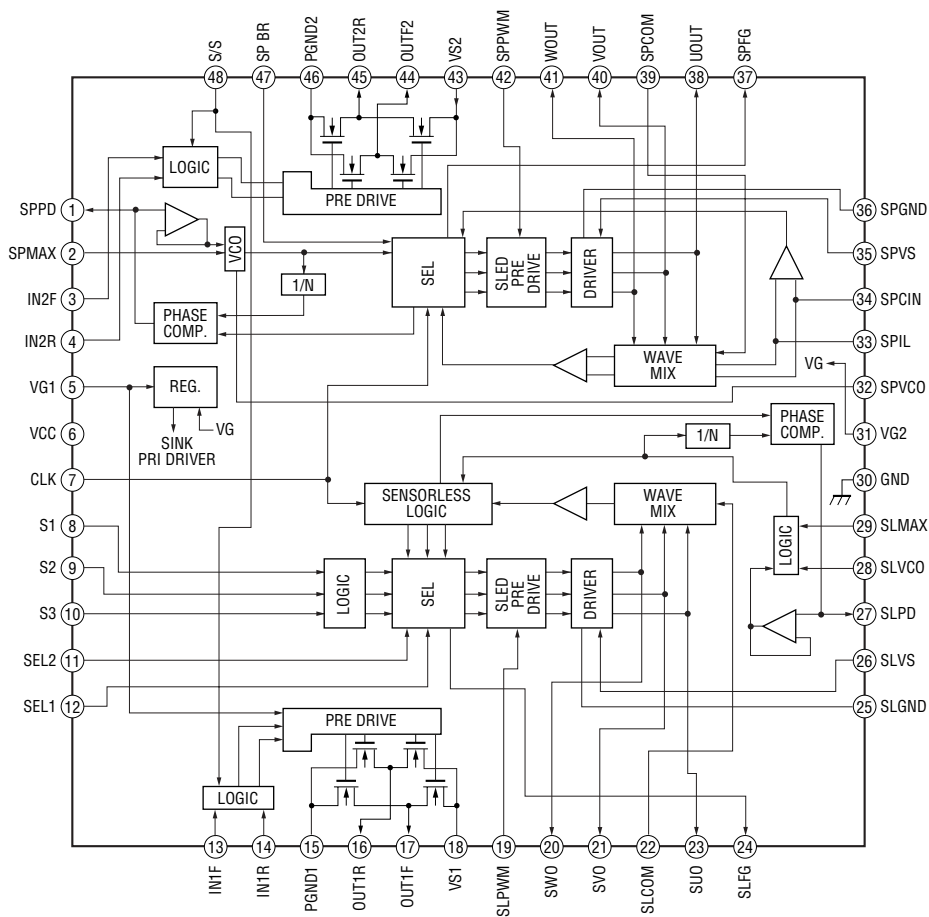 S/S
SP BR
PGND2
OUT2R
OUTF2
VS2
SPPWM
WOUT
VOUT
SPCOM
UOUT
SPFG
48
47
46
45
44
43
42
41
40
39
38
37
LOGIC
PRE DRIVE
SPPD 1
SPMAX 2
IN2F 3
IN2R 4
VG1 5
VCC 6
CLK 7
S1 8
S2 9
S3 10
SEL2 11
SEL1 12
VCO
1/N
PHASE
COMP.
SEL
SLED
PRE
DRIVE
DRIVER
WAVE
MIX
36 SPGND
35 SPVS
34 SPCIN
33 SPIL
VG
32 SPVCO
31 VG2
30 GND
29 SLMAX
28 SLVCO
27 SLPD
26 SLVS
25 SLGND
REG.
VG
SINK
PRI DRIVER
1/N
PHASE
COMP.
SENSORLESS
LOGIC
WAVE
MIX
LOGIC
LOGIC
SEL
SLED
PRE
DRIVE
DRIVER
PRE DRIVE
LOGIC
13
14
15
16
17
18
19
20
21
22
23
24
IN1F
IN1R
PGND1
OUT1R
OUT1F
VS1
SLPWM
SWO
SVO
SLCOM
SUO
SLFG